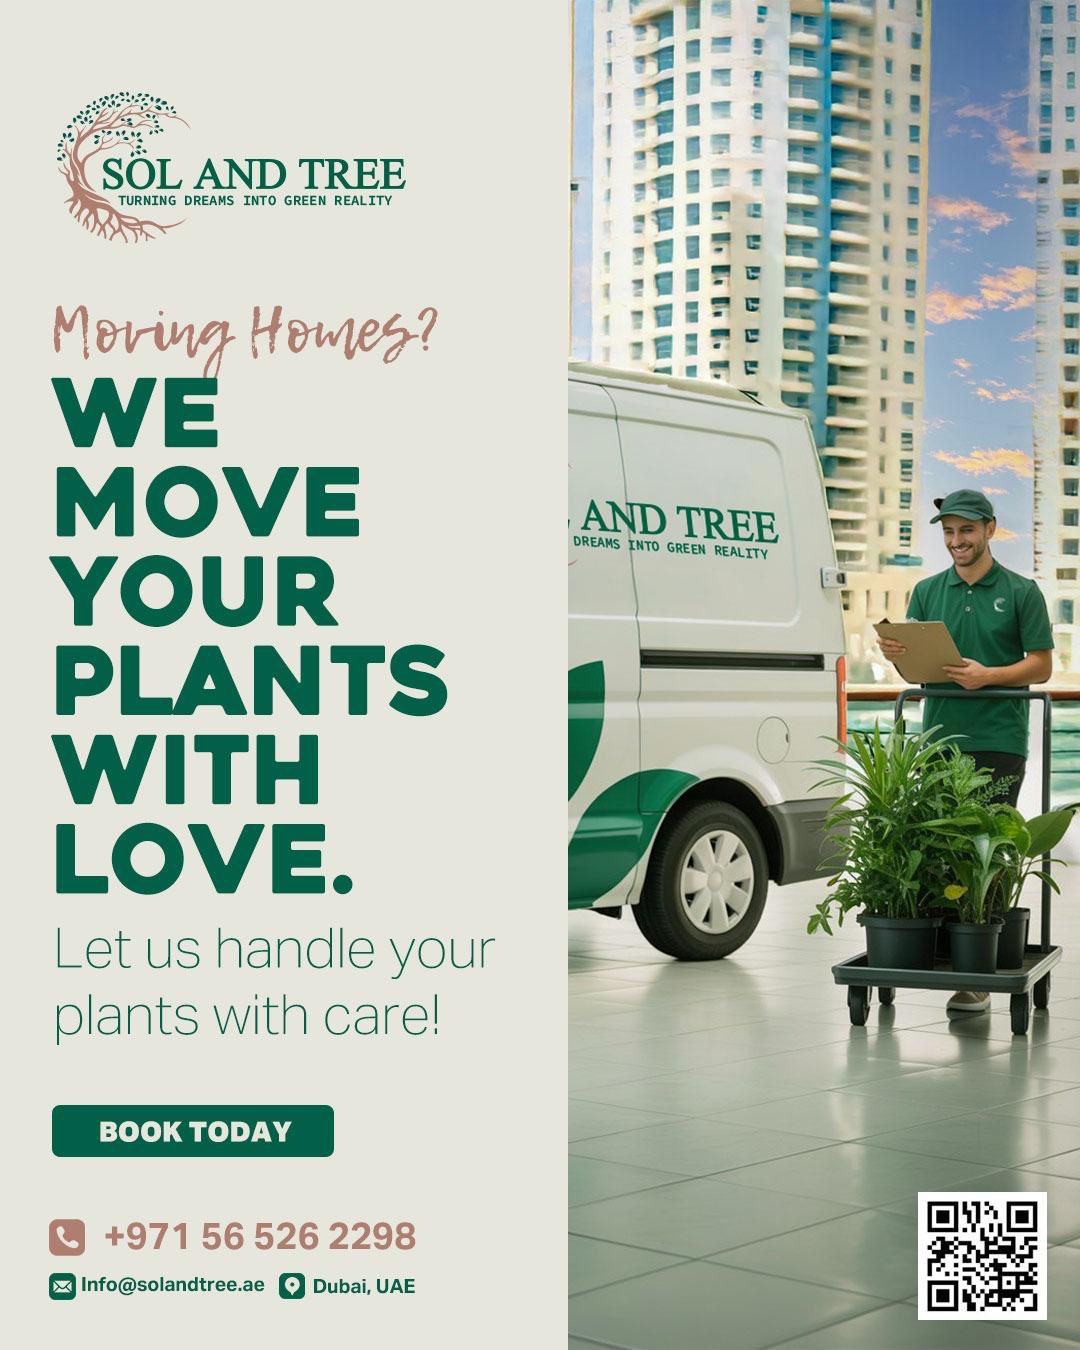 SOL AND TREE
TURNING DREAMS INTO GREEN REALITY
Moving Homes?
WE
MOVE
YOUR
PLANTS
WITH
LOVE.
Let us handle your
plants with care!
BOOK TODAY
+971 56 526 2298
Info@solandtree.ae
Dubai, UAE
AND TREE
DREAMS INTO GREEN REALITY